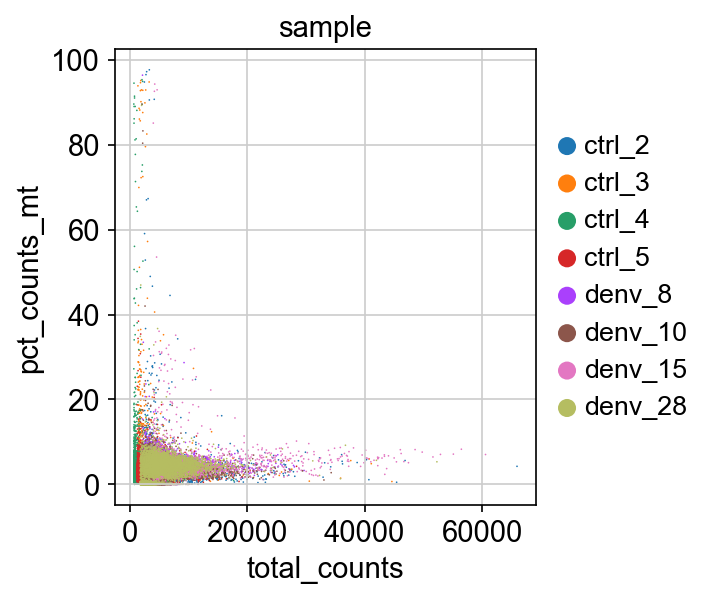 sample
pct_counts_mt
100
80
60
40
20
0
0 20000 40000 60000
total_counts
ctrl_2
ctrl_3
ctrl_4
ctrl_5
denv_8
denv_10
denv_15
denv_28